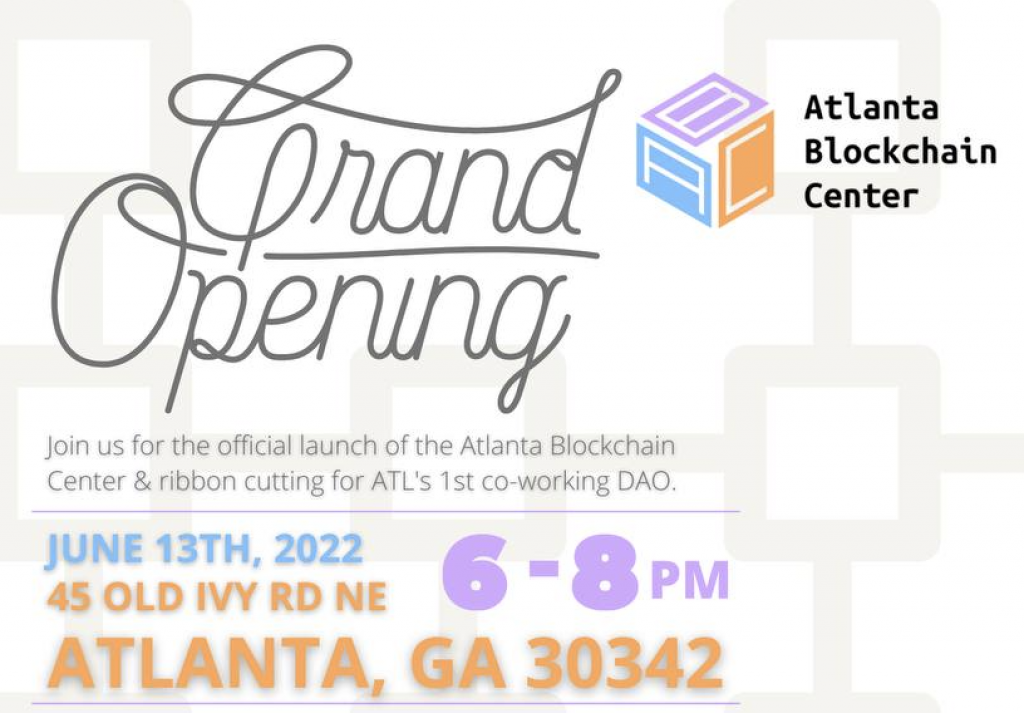 Grand
Opening
B
A C
Atlanta
Blockchain
Center
Join us for the official launch of the Atlanta Blockchain
Center & ribbon cutting for ATL's 1st co-working DAO.
JUNE 13TH, 2022
45 OLD IVY RD NE
6 - 8 PM
ATLANTA, GA 30342